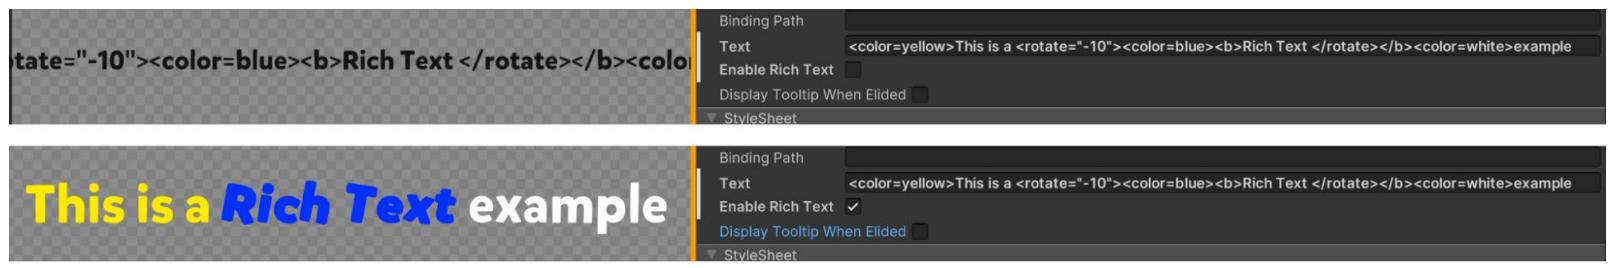 tate="-10"><color=blue><b>Rich Text </rotate></b><colo
Binding Path
Text <color=yellow>This is a <rotate="-10"><color=blue><b>Rich Text </rotate></b><color=white>example
Enable Rich Text
Display Tooltip When Elided
StyleSheet
This is a Rich Text example
Binding Path
Text <color=yellow>This is a <rotate="-10"><color=blue><b>Rich Text </rotate></b><color=white>example
Enable Rich Text
Display Tooltip When Elided
StyleSheet